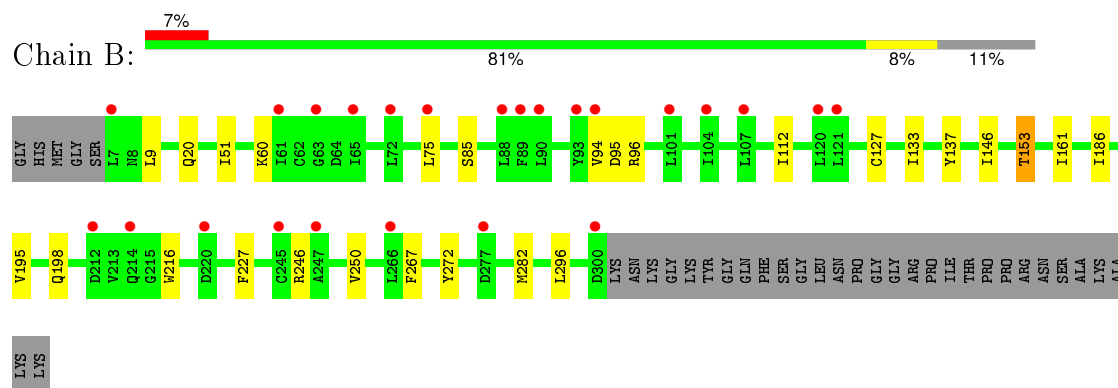 7%
Chain B:
81% 8% 11%
GLY HIS MET GLY SER L7 N8 L9 Q20 I51 K60 I61 C62 G63 D64 I65 L72 L75 S85 L88 F89 L90 Y93 V94 D95 R96 L101 I104 L107 I112 L120 L121 C127 I133 Y137 I146 T153 I161 I186
V195 Q198 D212 V213 Q214 G215 W216 D220 F227 C245 R246 A247 V250 L266 F267 Y272 D277 M282 L296 D300 LYS ASN LYS GLY LYS TYR GLY GLN PHE SER GLY LEU ASN PRO GLY GLY ARG PRO ILE THR PRO PRO ARG ASN SER ALA LYS ALA
LYS LYS